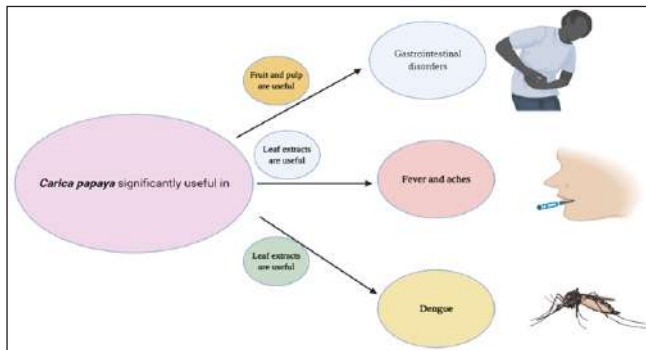 Gastrointestinal
disorders
Fruit and pulp
are useful
Leaf extracts
are useful
Carica papaya significantly useful in
Fever and aches
Leaf extracts
are useful
Dengue